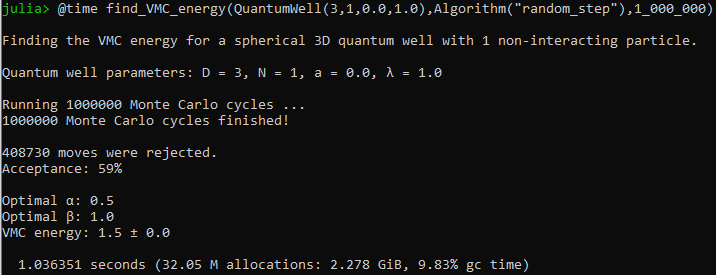 julia> @time find_VMC_energy(QuantumWell(3,1,0.0,1.0),Algorithm("random_step"),1_000_000)
Finding the VMC energy for a spherical 3D quantum well with 1 non-interacting particle.
Quantum well parameters: D = 3, N = 1, a = 0.0, λ = 1.0
Running 1000000 Monte Carlo cycles ...
1000000 Monte Carlo cycles finished!
408730 moves were rejected.
Acceptance: 59%
Optimal α: 0.5
Optimal β: 1.0
VMC energy: 1.5 ± 0.0
1.036351 seconds (32.05 M allocations: 2.278 GiB, 9.83% gc time)